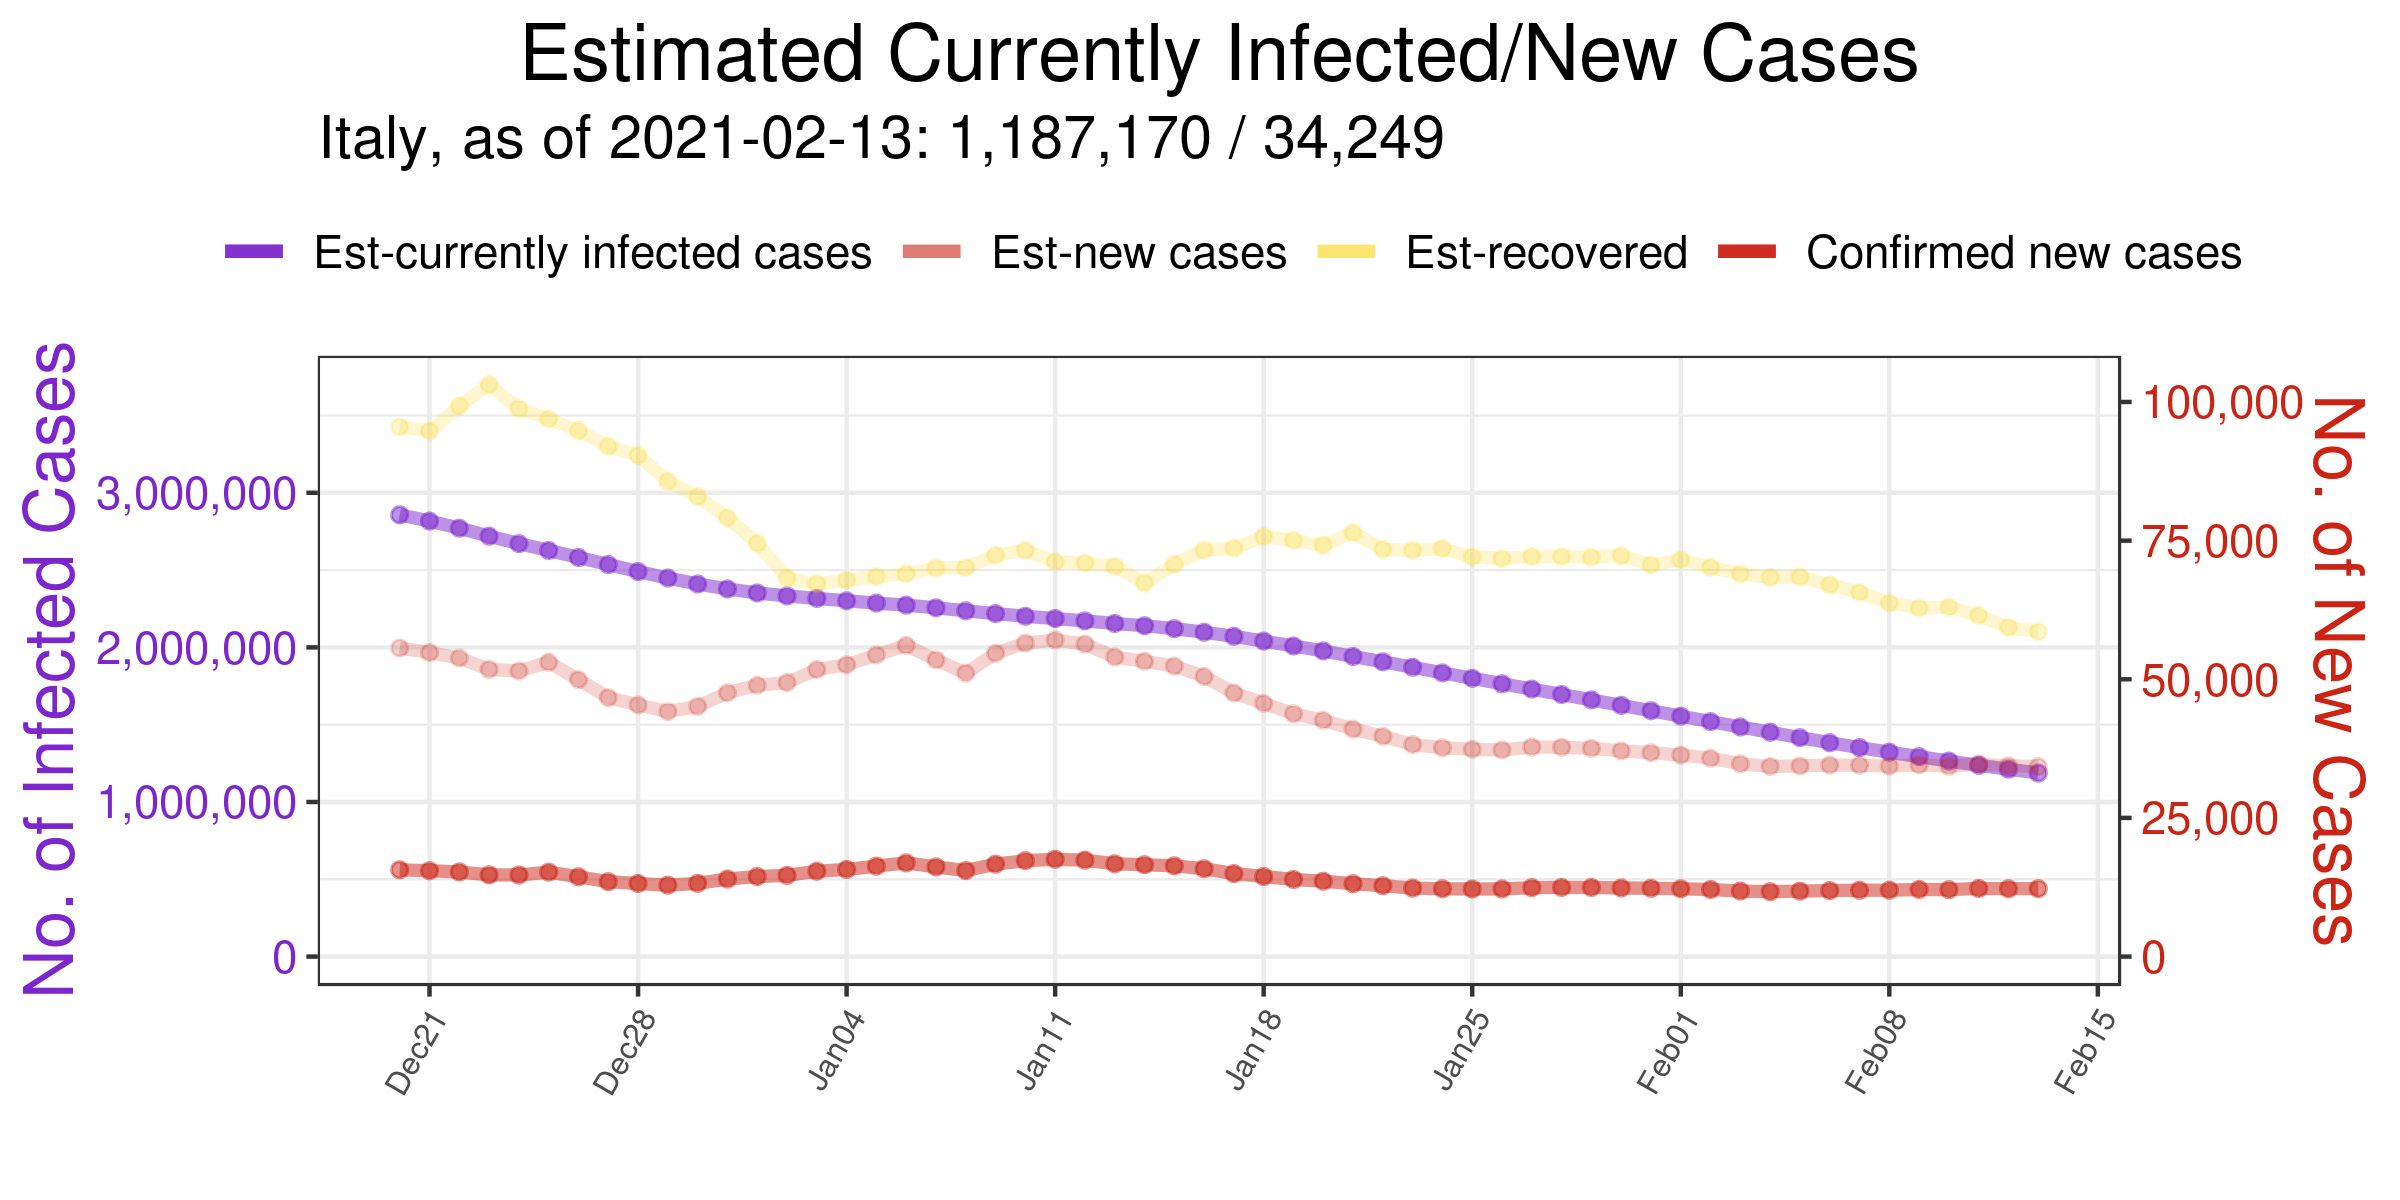 Estimated Currently Infected/New Cases
Italy, as of 2021-02-13: 1,187,170 / 34,249
Est-currently infected cases Est-new cases Est-recovered Confirmed new cases
No. of Infected Cases
3,000,000
2,000,000
1,000,000
0
100,000
75,000
50,000
25,000
0
No. of New Cases
Dec21 Dec28 Jan04 Jan11 Jan18 Jan25 Feb01 Feb08 Feb15